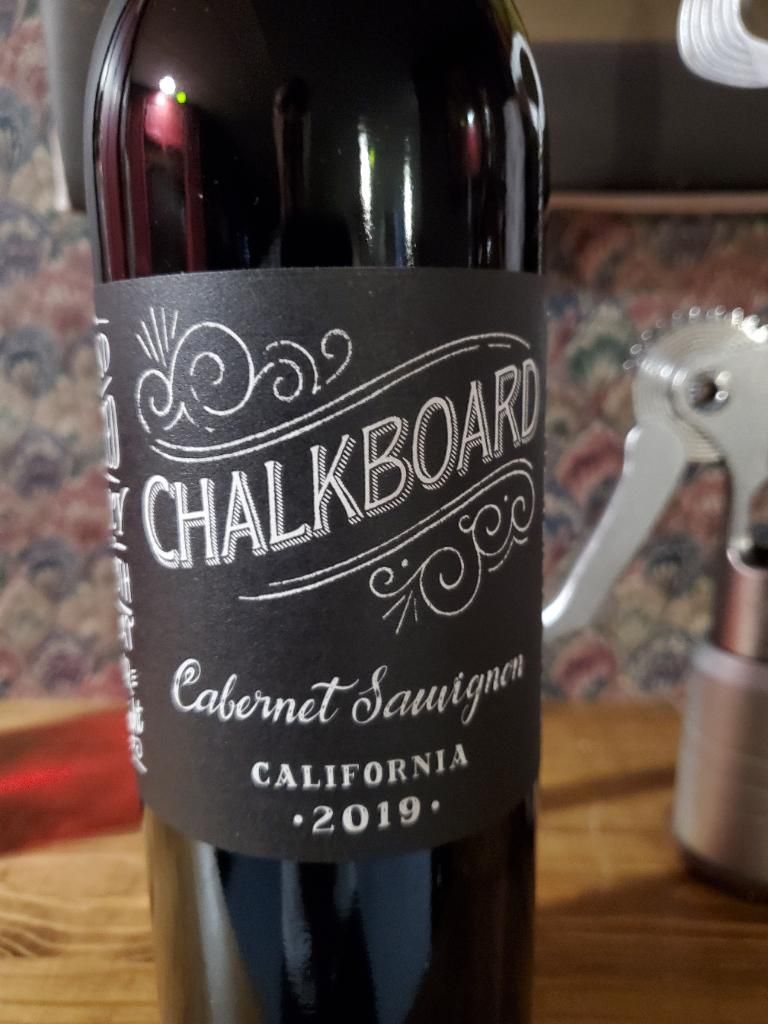 CHALKBOARD
Cabernet Sauvignon
CALIFORNIA
·2019·